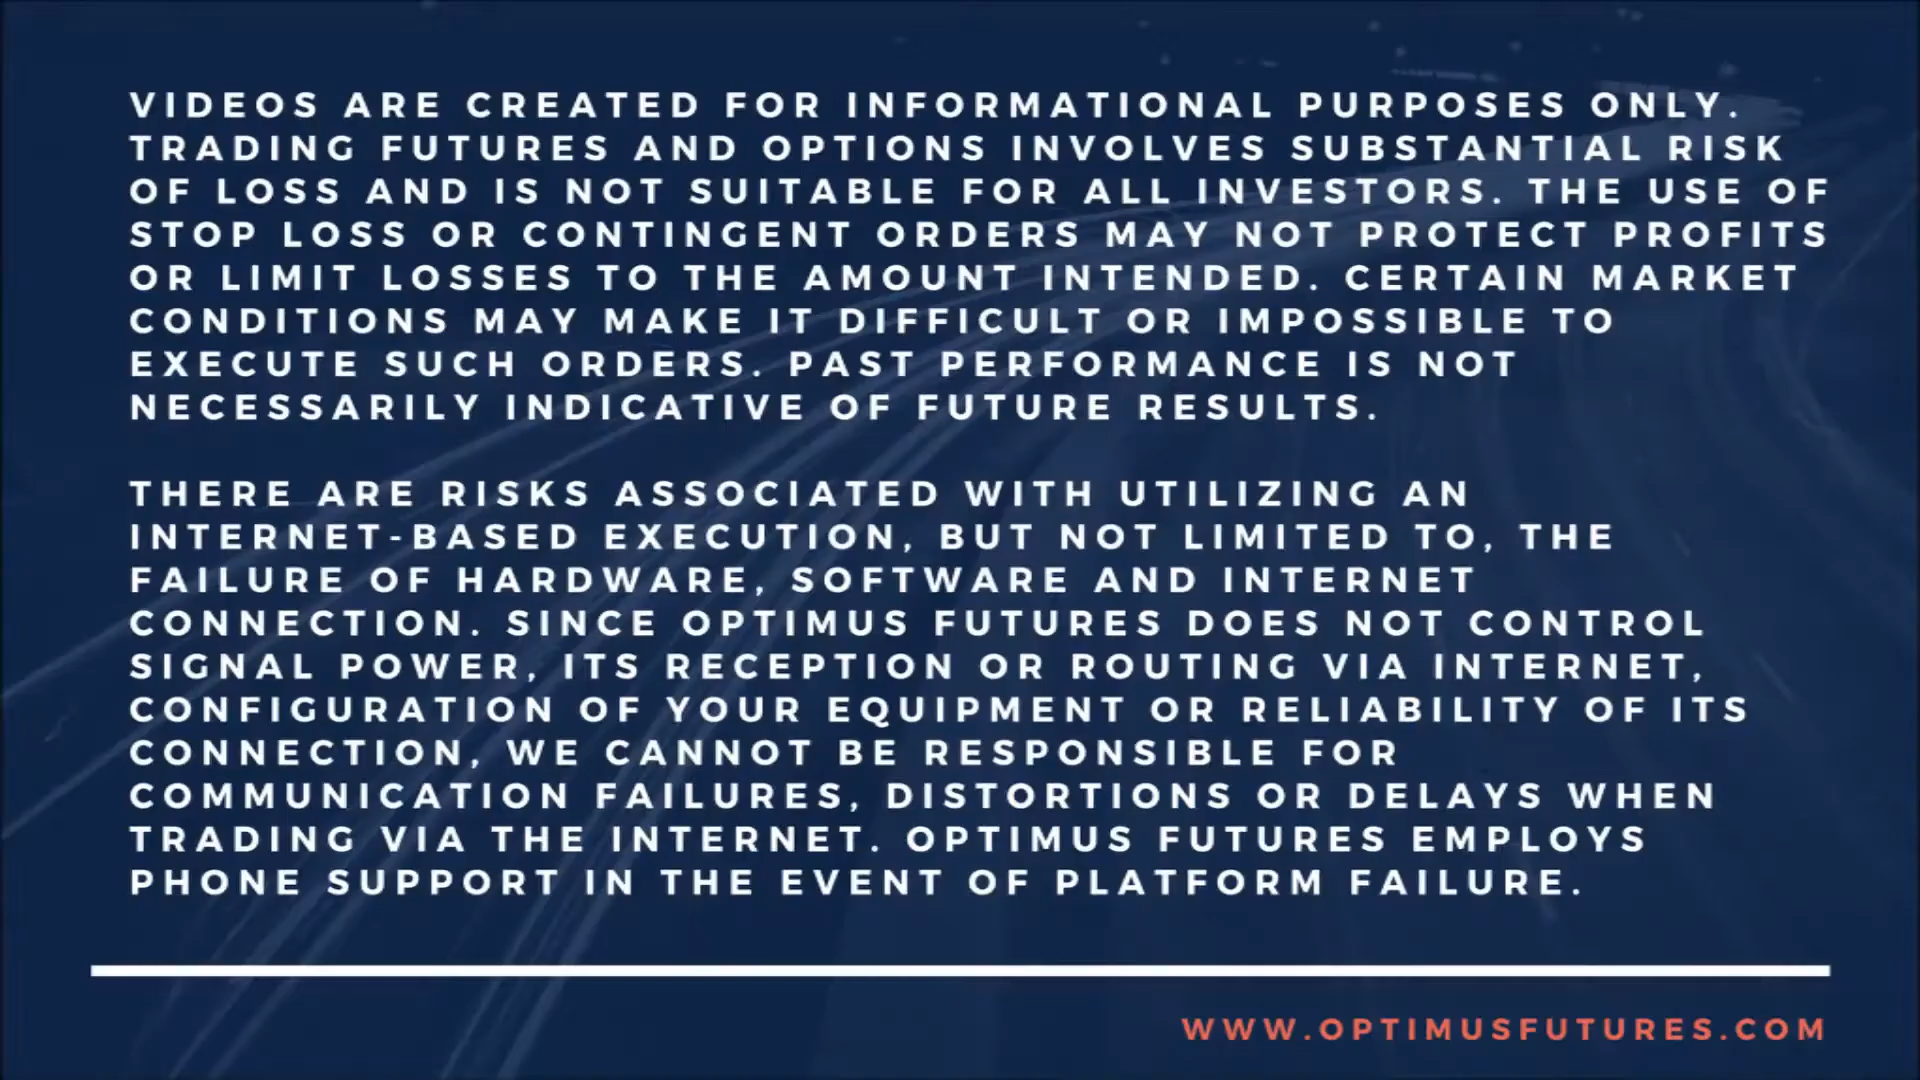 VIDEOS ARE CREATED FOR INFORMATIONAL PURPOSES ONLY.
TRADING FUTURES AND OPTIONS INVOLVES SUBSTANTIAL RISK
OF LOSS AND IS NOT SUITABLE FOR ALL INVESTORS. THE USE OF
STOP LOSS OR CONTINGENT ORDERS MAY NOT PROTECT PROFITS
OR LIMIT LOSSES TO THE AMOUNT INTENDED. CERTAIN MARKET
CONDITIONS MAY MAKE IT DIFFICULT OR IMPOSSIBLE TO
EXECUTE SUCH ORDERS. PAST PERFORMANCE IS NOT
NECESSARILY INDICATIVE OF FUTURE RESULTS.
THERE ARE RISKS ASSOCIATED WITH UTILIZING AN
INTERNET-BASED EXECUTION, BUT NOT LIMITED TO, THE
FAILURE OF HARDWARE, SOFTWARE AND INTERNET
CONNECTION. SINCE OPTIMUS FUTURES DOES NOT CONTROL
SIGNAL POWER, ITS RECEPTION OR ROUTING VIA INTERNET,
CONFIGURATION OF YOUR EQUIPMENT OR RELIABILITY OF ITS
CONNECTION, WE CANNOT BE RESPONSIBLE FOR
COMMUNICATION FAILURES, DISTORTIONS OR DELAYS WHEN
TRADING VIA THE INTERNET. OPTIMUS FUTURES EMPLOYS
PHONE SUPPORT IN THE EVENT OF PLATFORM FAILURE.
WWW.OPTIMUSFUTURES.COM